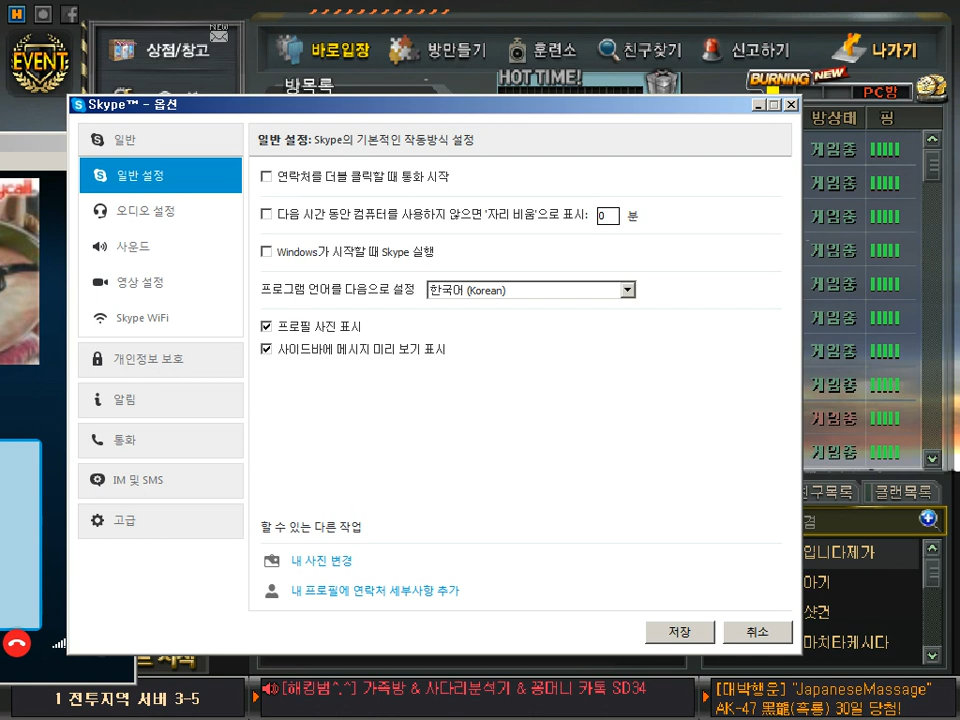 NEW
EVENT
상점/창고
바로입장
방만들기
훈련소
친구찾기
신고하기
나가기
방목록
HOT TIME!
BURNING NEW
PC방
방상태
핑
Skype™ - 옵션
일반
일반 설정
오디오 설정
사운드
영상 설정
Skype WiFi
개인정보 보호
알림
통화
IM 및 SMS
고급
일반 설정: Skype의 기본적인 작동방식 설정
연락처를 더블 클릭할 때 통화 시작
다음 시간 동안 컴퓨터를 사용하지 않으면 '자리 비움'으로 표시: 0 분
Windows가 시작할 때 Skype 실행
프로그램 언어를 다음으로 설정 한국어 (Korean)
프로필 사진 표시
사이드바에 메시지 미리 보기 표시
할 수 있는 다른 작업
내 사진 변경
내 프로필에 연락처 세부사항 추가
저장
취소
게임중
게임중
게임중
게임중
게임중
게임중
게임중
게임중
게임중
게임중
친구목록
클랜목록
입니다제가
아기
샷건
마치타케시다
1 전투지역 서버 3-5
[해킹범^.^] 가족방 & 사다리분석기 & 꽁머니 카톡 SD34
[대박행운] "JapaneseMassage"
AK-47 黑龍(흑룡) 30일 당첨!